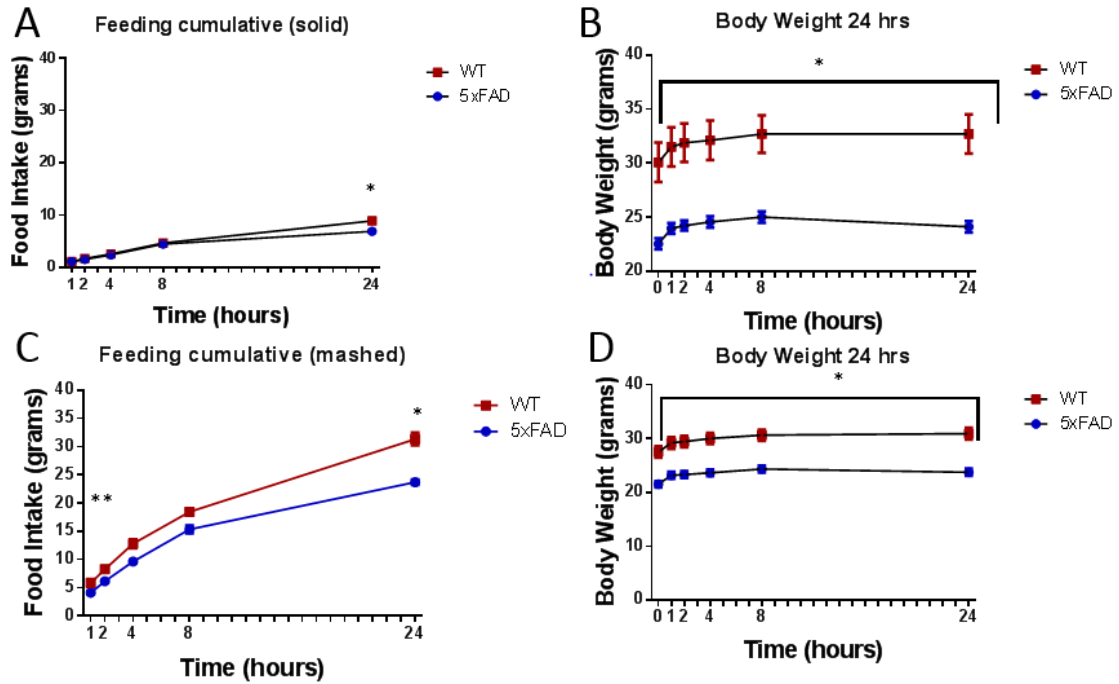 A
Feeding cumulative (solid)
Food Intake (grams)
40
30
20
10
0
1 2 4 8 24
Time (hours)
*
WT
5xFAD
B
Body Weight 24 hrs
Body Weight (grams)
40
35
30
25
20
0 1 2 4 8 24
Time (hours)
*
WT
5xFAD
C
Feeding cumulative (mashed)
Food Intake (grams)
40
35
30
25
20
15
10
5
0
1 2 4 8 24
Time (hours)
**
*
WT
5xFAD
D
Body Weight 24 hrs
Body Weight (grams)
40
30
20
10
0
0 1 2 4 8 24
Time (hours)
*
WT
5xFAD